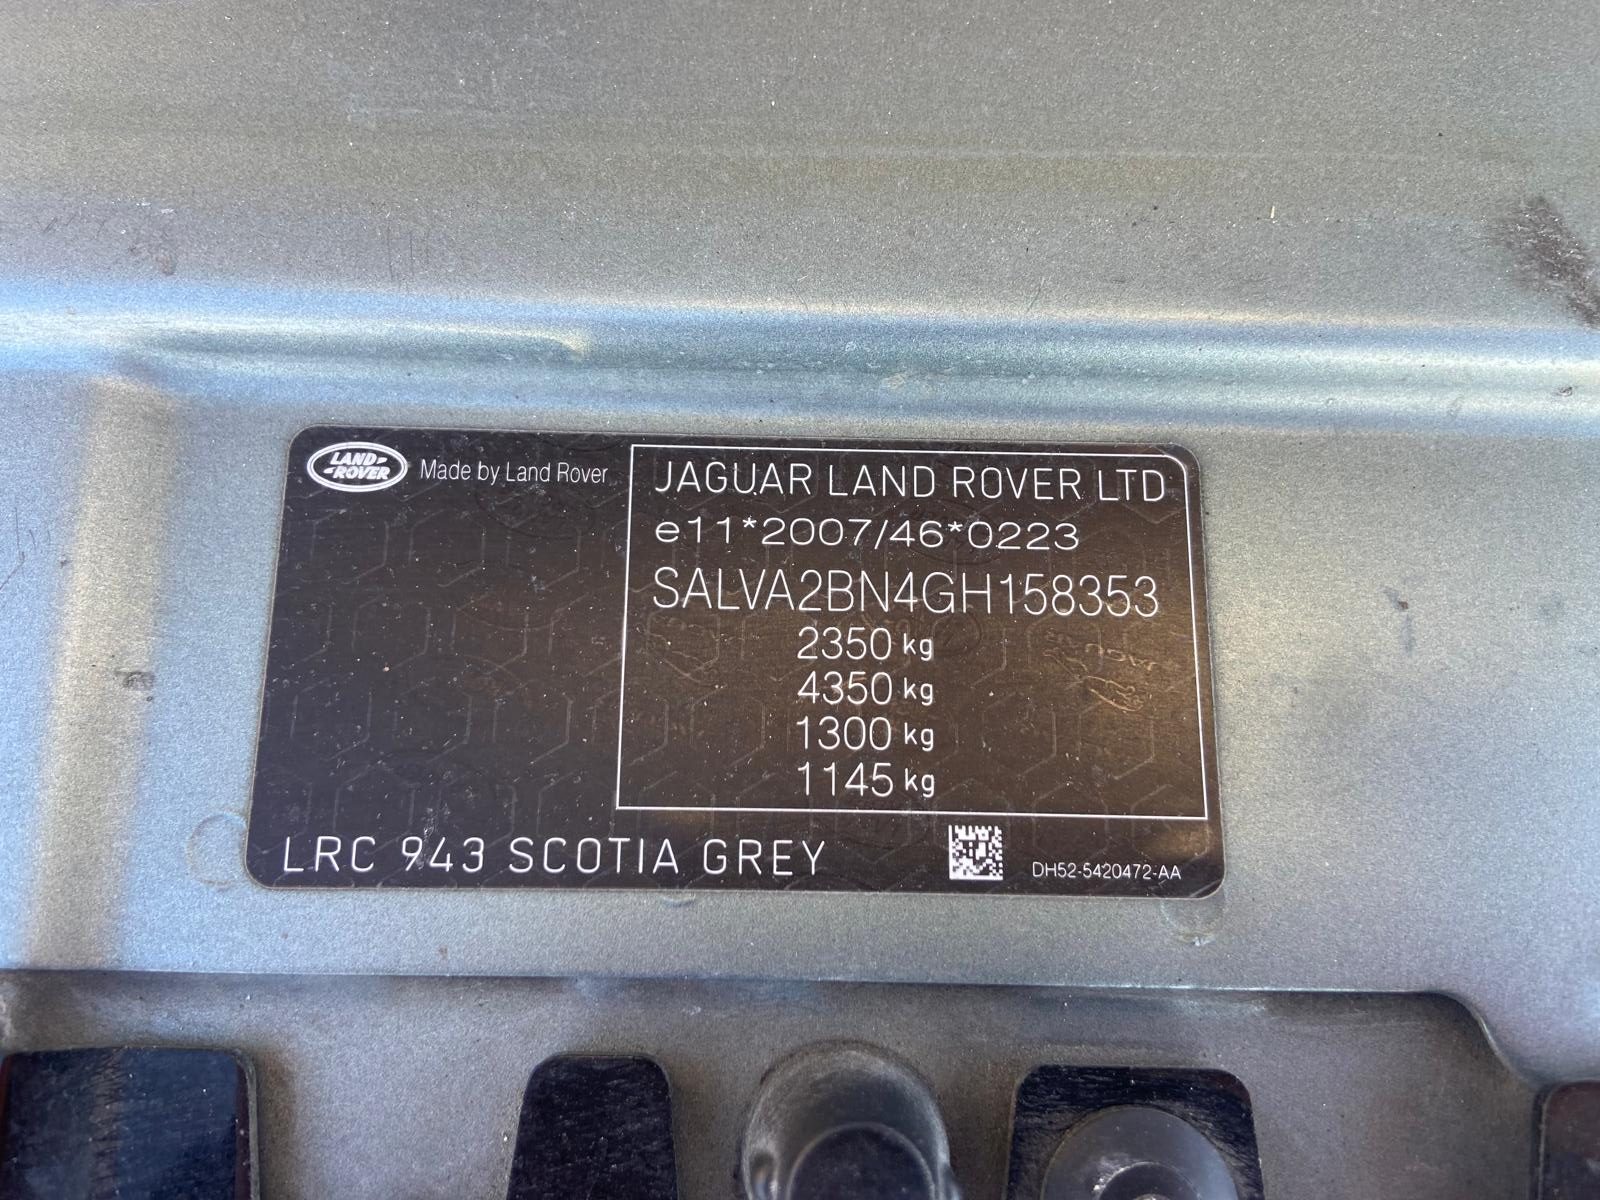 LAND ROVER
Made by Land Rover
JAGUAR LAND ROVER LTD
e11*2007/46*0223
SALVA2BN4GH158353
2350 kg
4350 kg
1300 kg
1145 kg
LRC 943 SCOTIA GREY
DH52-5420472-AA